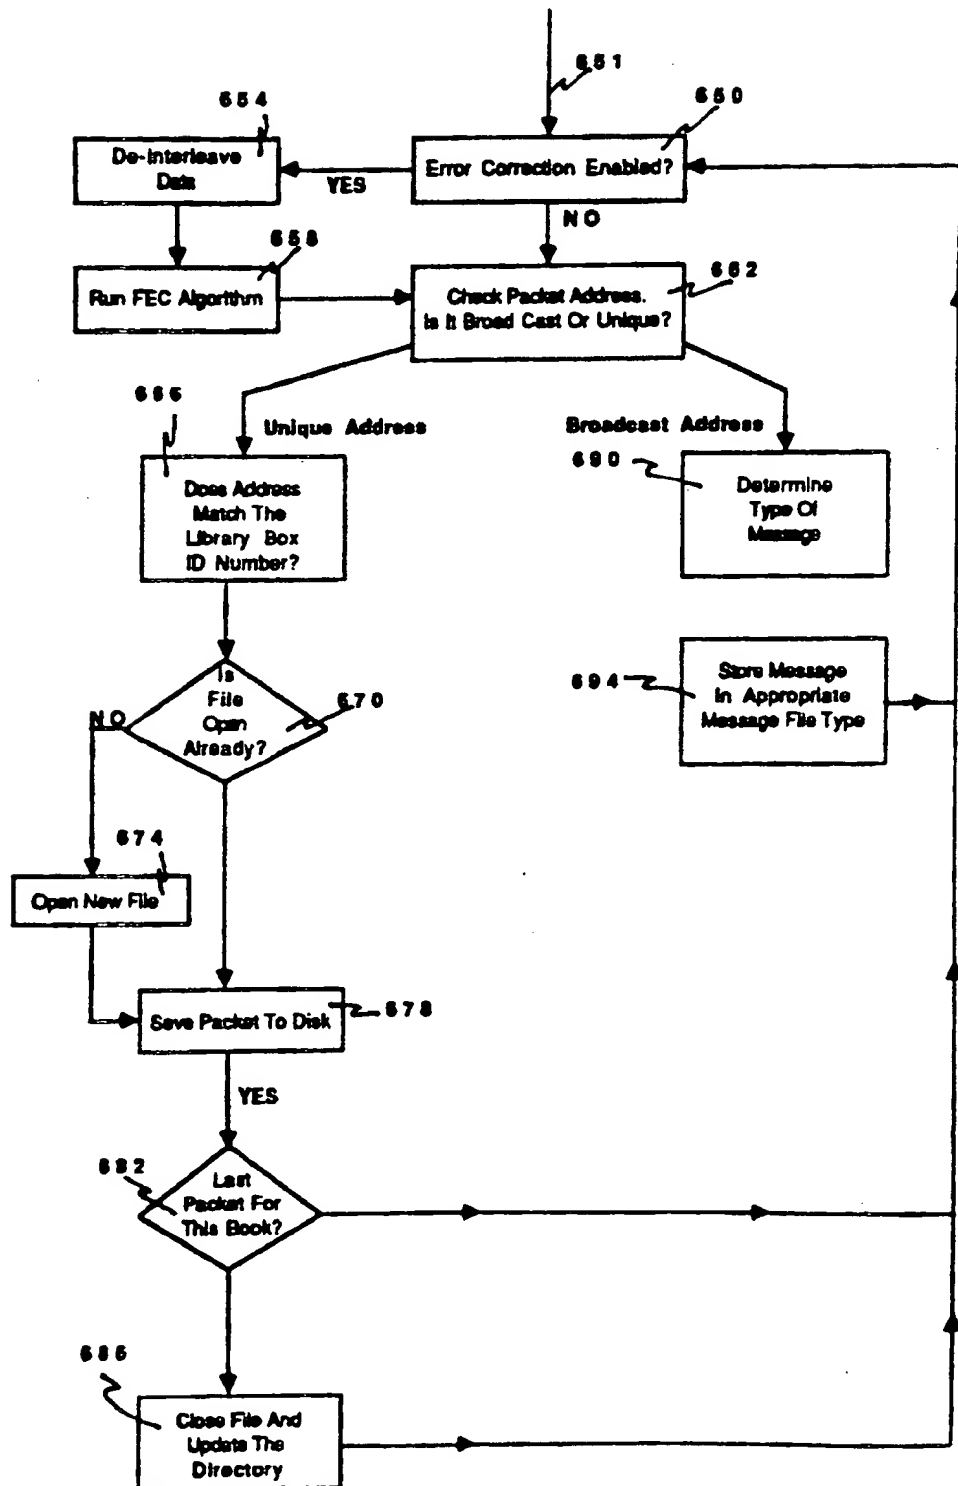 651
654
650
De-Interleave
Data
Error Correction Enabled?
YES
NO
658
662
Run FEC Algorithm
Check Packet Address.
Is It Broad Cast Or Unique?
666
Unique Address
Broadcast Address
690
Does Address
Match The
Library Box
ID Number?
Determine
Type Of
Message
Is
File
Open
Already?
670
NO
694
Store Message
In Appropriate
Message File Type
674
Open New File
Save Packet To Disk
678
YES
682
Last
Packet For
This Book?
686
Close File And
Update The
Directory